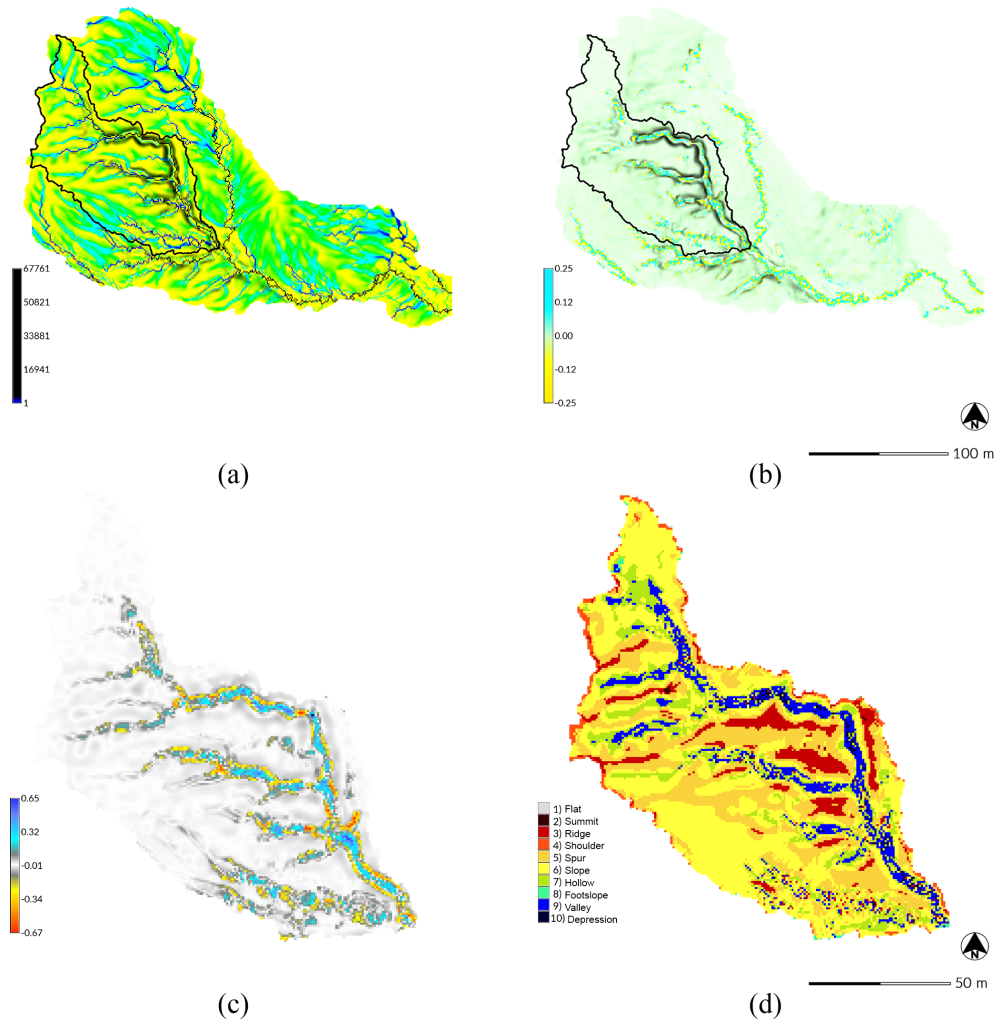 67761
50821
33881
16941
1
0.25
0.12
0.00
-0.12
-0.25
N
100 m
(a)
(b)
0.65
0.32
-0.01
-0.34
-0.67
1) Flat
2) Summit
3) Ridge
4) Shoulder
5) Spur
6) Slope
7) Hollow
8) Footslope
9) Valley
10) Depression
N
50 m
(c)
(d)